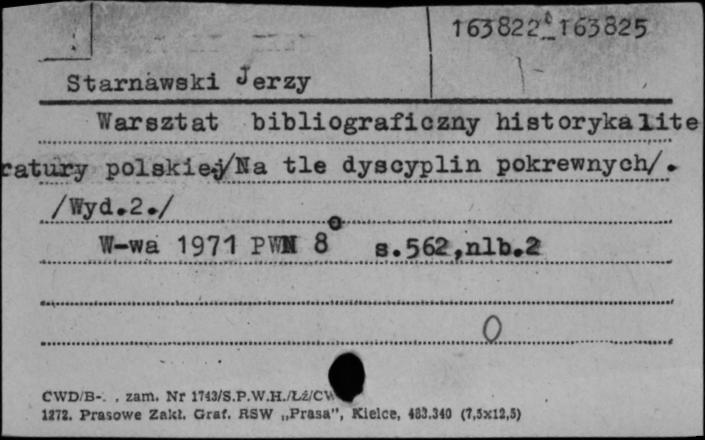 163822-163825
Starnawski Jerzy
Warsztat bibliograficzny historyka lite
ratury polskiej/Na tle dyscyplin pokrewnych/.
/Wyd.2./
W-wa 1971 PWN 8° s.562,nlb.2
CWD/B-. . zam. Nr 1743/S.P.W.H./Łź/CW
1272. Prasowe Zakł. Graf. RSW „Prasa”, Kielce, 483.340 (7,5x12,5)